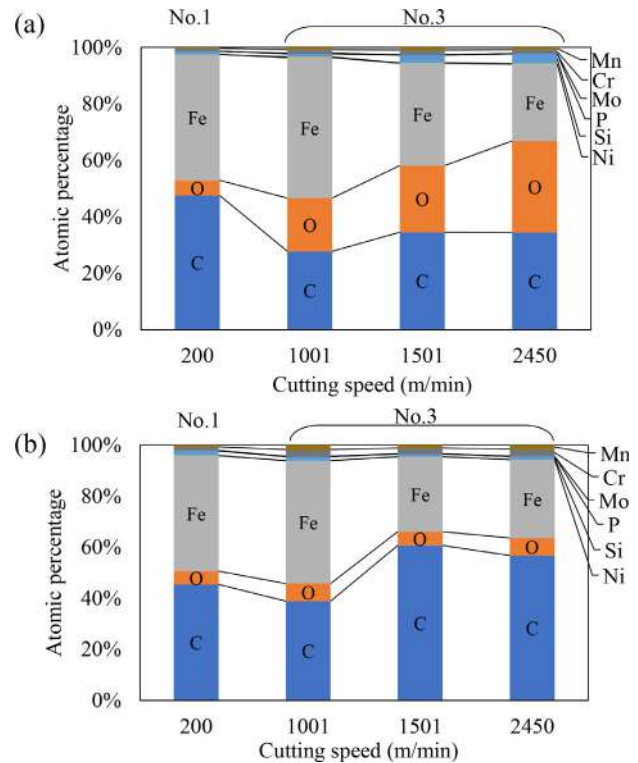 (a)
No.1 No.3
100%
80%
60%
40%
20%
0%
Atomic percentage
Fe Fe Fe Fe
O O O O
C C C C
Mn
Cr
Mo
P
Si
Ni
200 1001 1501 2450
Cutting speed (m/min)
(b)
No.1 No.3
100%
80%
60%
40%
20%
0%
Atomic percentage
Fe Fe Fe Fe
O O O O
C C C C
Mn
Cr
Mo
P
Si
Ni
200 1001 1501 2450
Cutting speed (m/min)